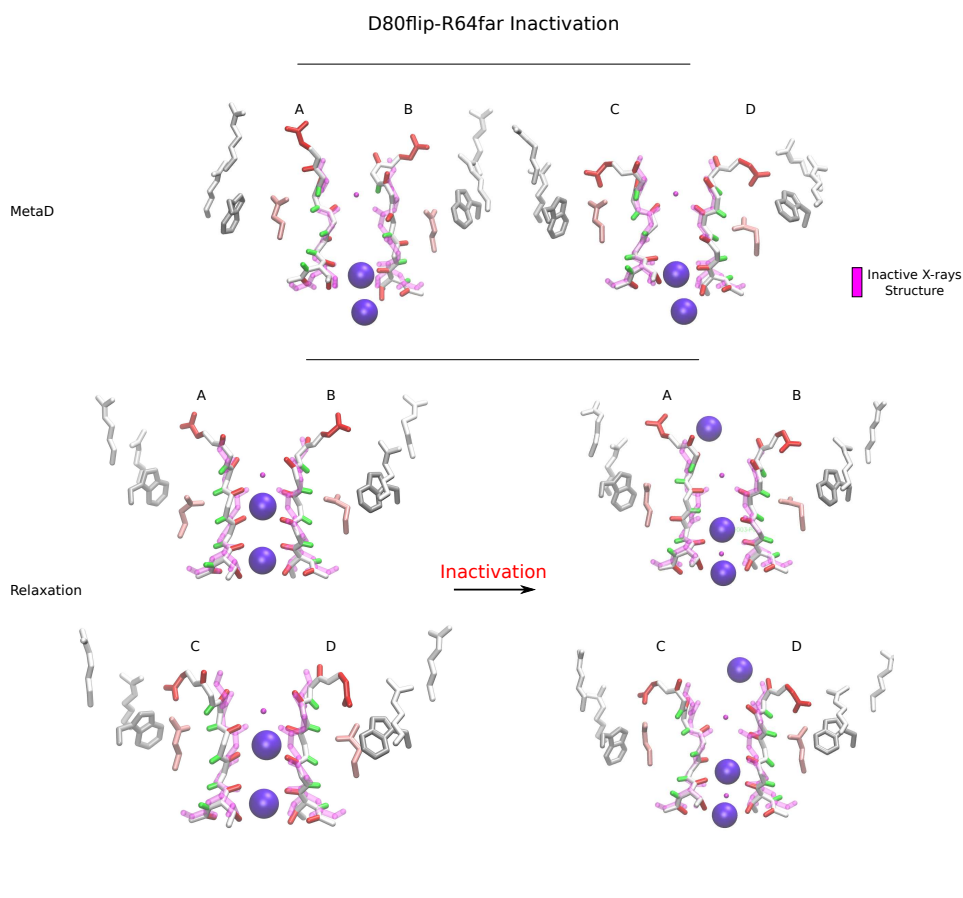 D80flip-R64far Inactivation
A
B
C
D
MetaD
Inactive X-rays
Structure
A
B
A
B
Inactivation
Relaxation
C
D
C
D